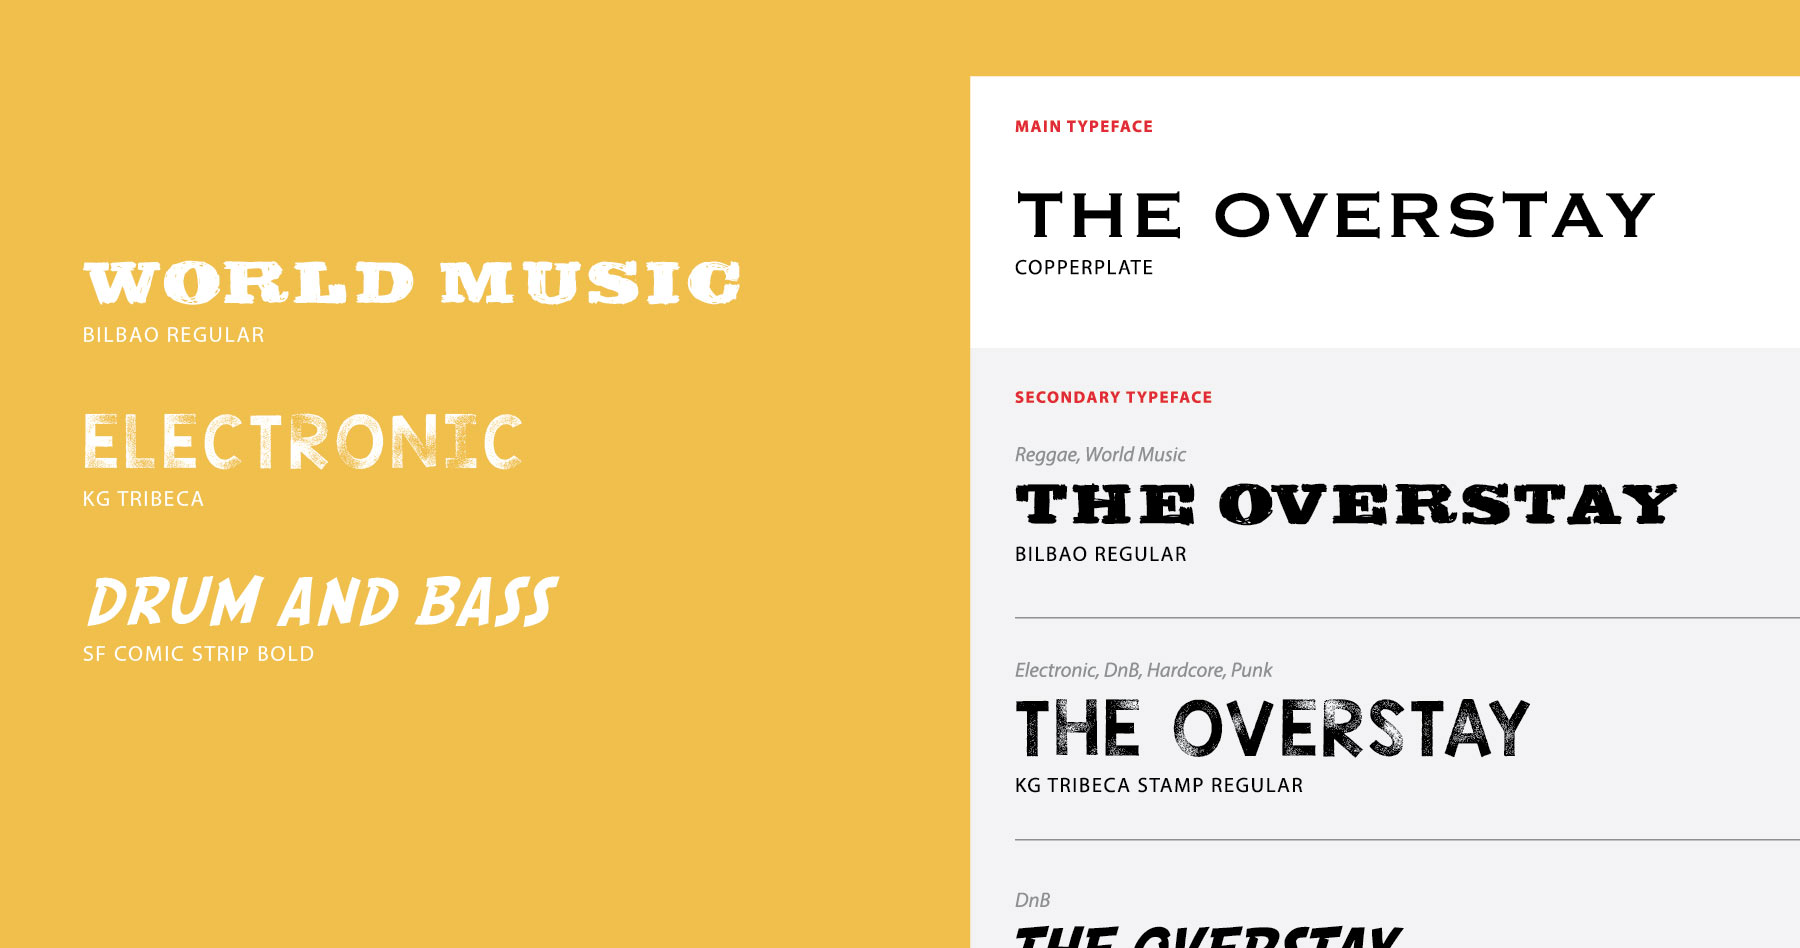 WORLD MUSIC
BILBAO REGULAR
ELECTRONIC
KG TRIBECA
DRUM AND BASS
SF COMIC STRIP BOLD
MAIN TYPEFACE
THE OVERSTAY
COPPERPLATE
SECONDARY TYPEFACE
Reggae, World Music
THE OVERSTAY
BILBAO REGULAR
Electronic, DnB, Hardcore, Punk
THE OVERSTAY
KG TRIBECA STAMP REGULAR
DnB
THE OVERSTAY